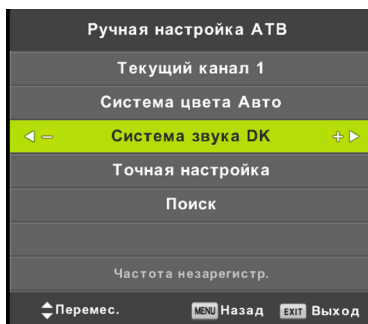 Ручная настройка АТВ
Текущий канал 1
Система цвета Авто
Система звука DK
Точная настройка
Поиск
Частота незарегистр.
Перемес. MENU Назад EXIT Выход